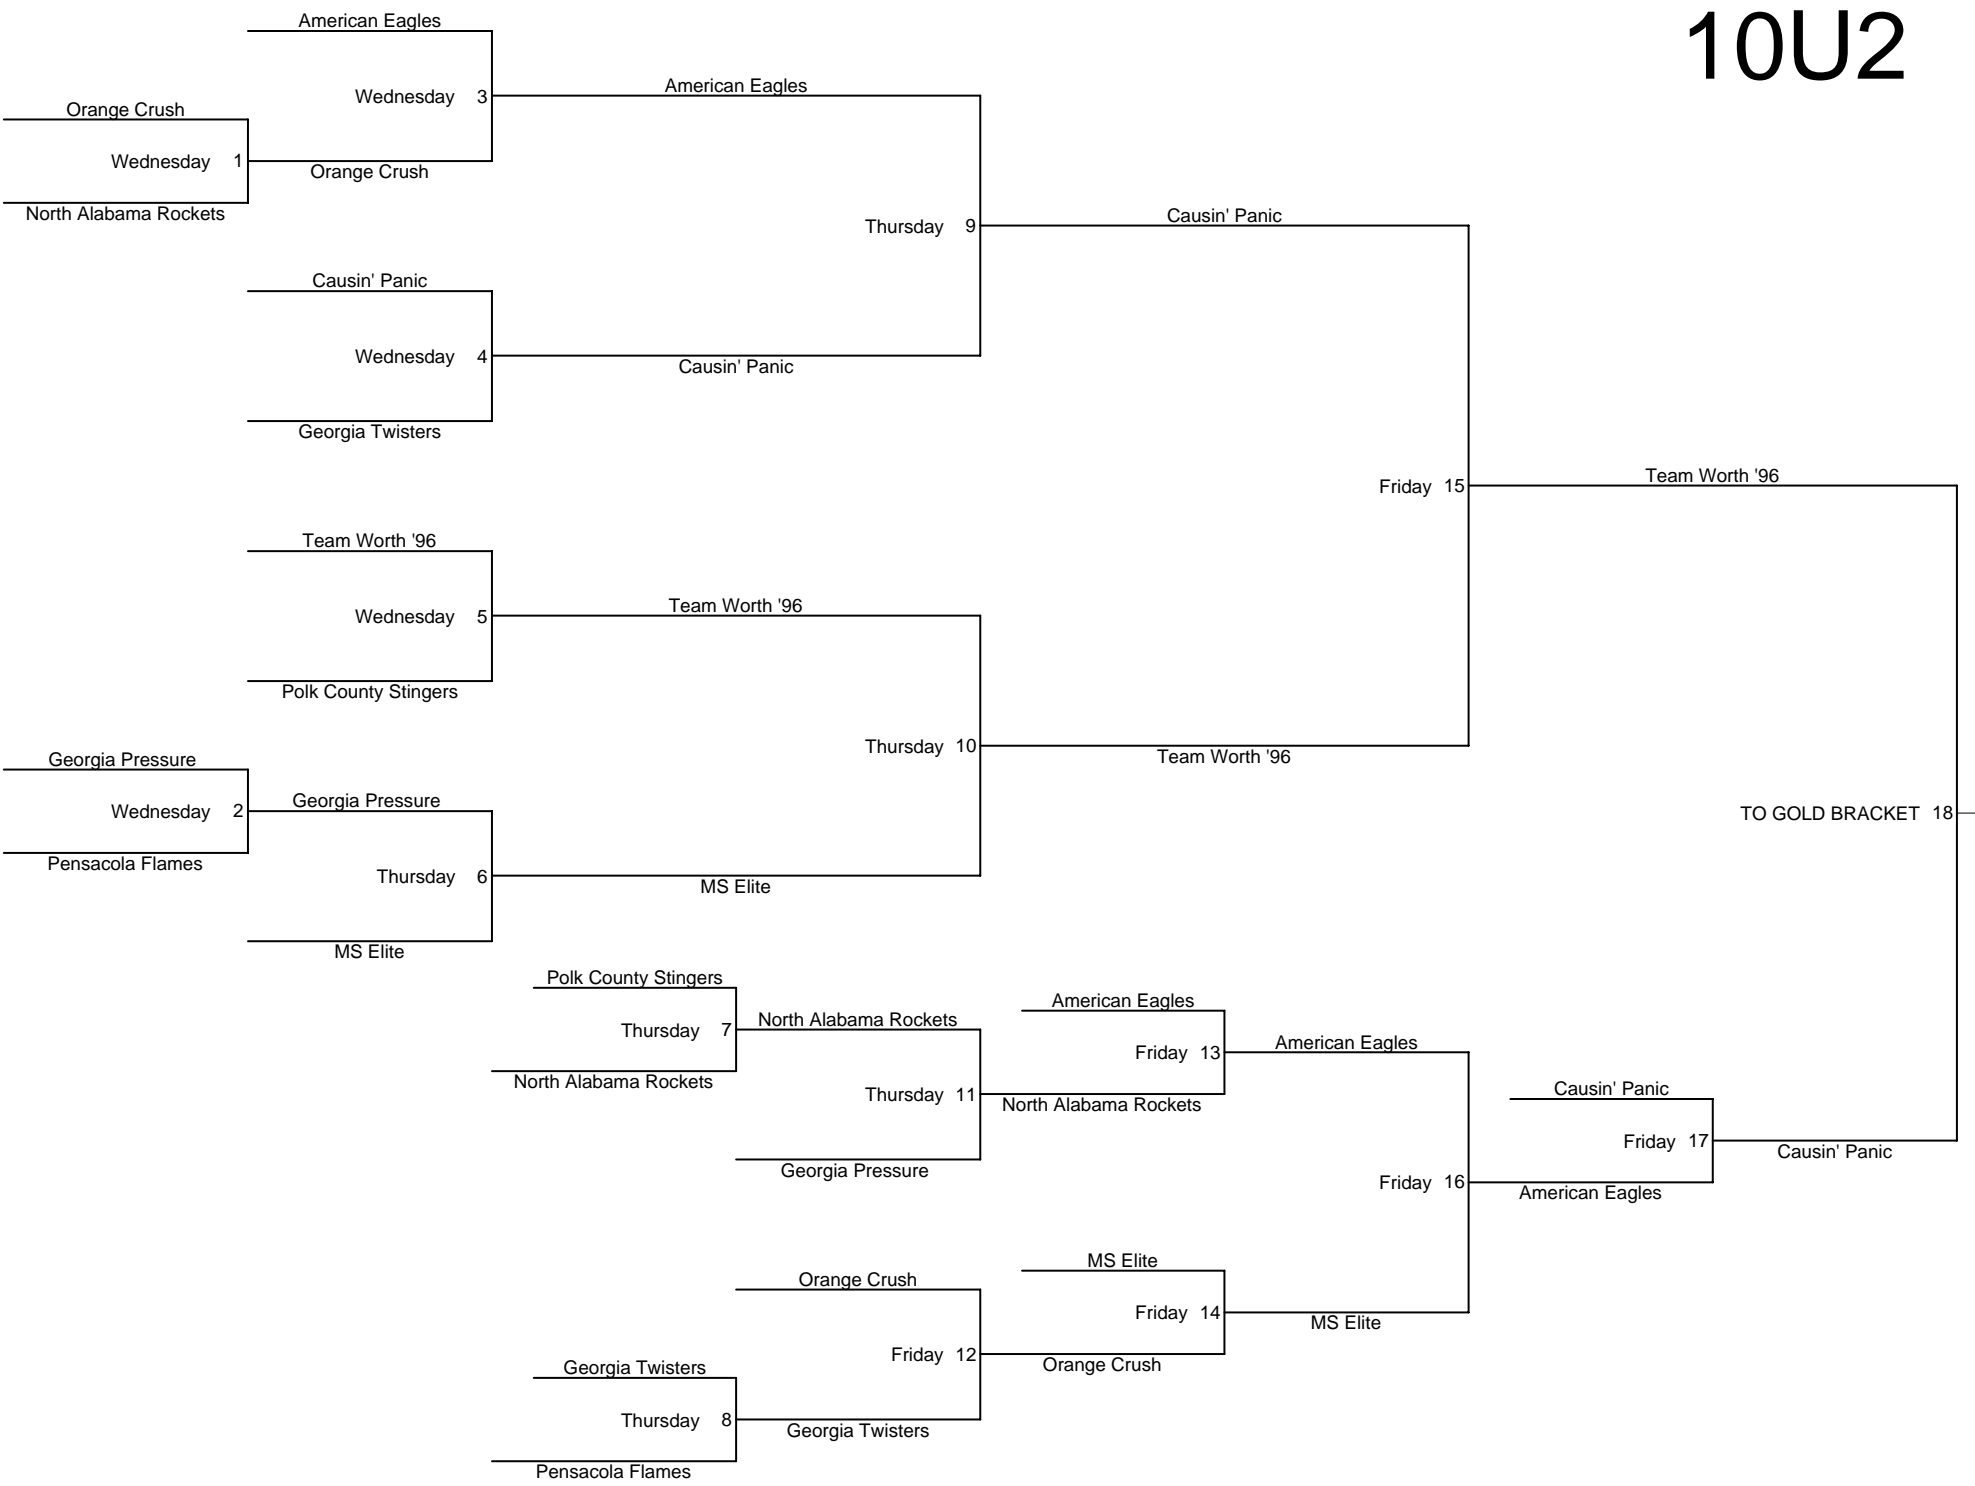 10U2
American Eagles
Wednesday 3
American Eagles
Orange Crush
Wednesday 1
Orange Crush
North Alabama Rockets
Thursday 9
Causin' Panic
Causin' Panic
Wednesday 4
Causin' Panic
Georgia Twisters
Friday 15
Team Worth '96
Team Worth '96
Wednesday 5
Team Worth '96
Polk County Stingers
Georgia Pressure
Thursday 10
Team Worth '96
Wednesday 2
Georgia Pressure
TO GOLD BRACKET 18
Pensacola Flames
Thursday 6
MS Elite
MS Elite
Polk County Stingers
Thursday 7
North Alabama Rockets
American Eagles
North Alabama Rockets
Friday 13
American Eagles
Thursday 11
North Alabama Rockets
Causin' Panic
Georgia Pressure
Friday 17
Causin' Panic
Friday 16
American Eagles
MS Elite
Orange Crush
Friday 14
MS Elite
Georgia Twisters
Friday 12
Orange Crush
Thursday 8
Georgia Twisters
Pensacola Flames